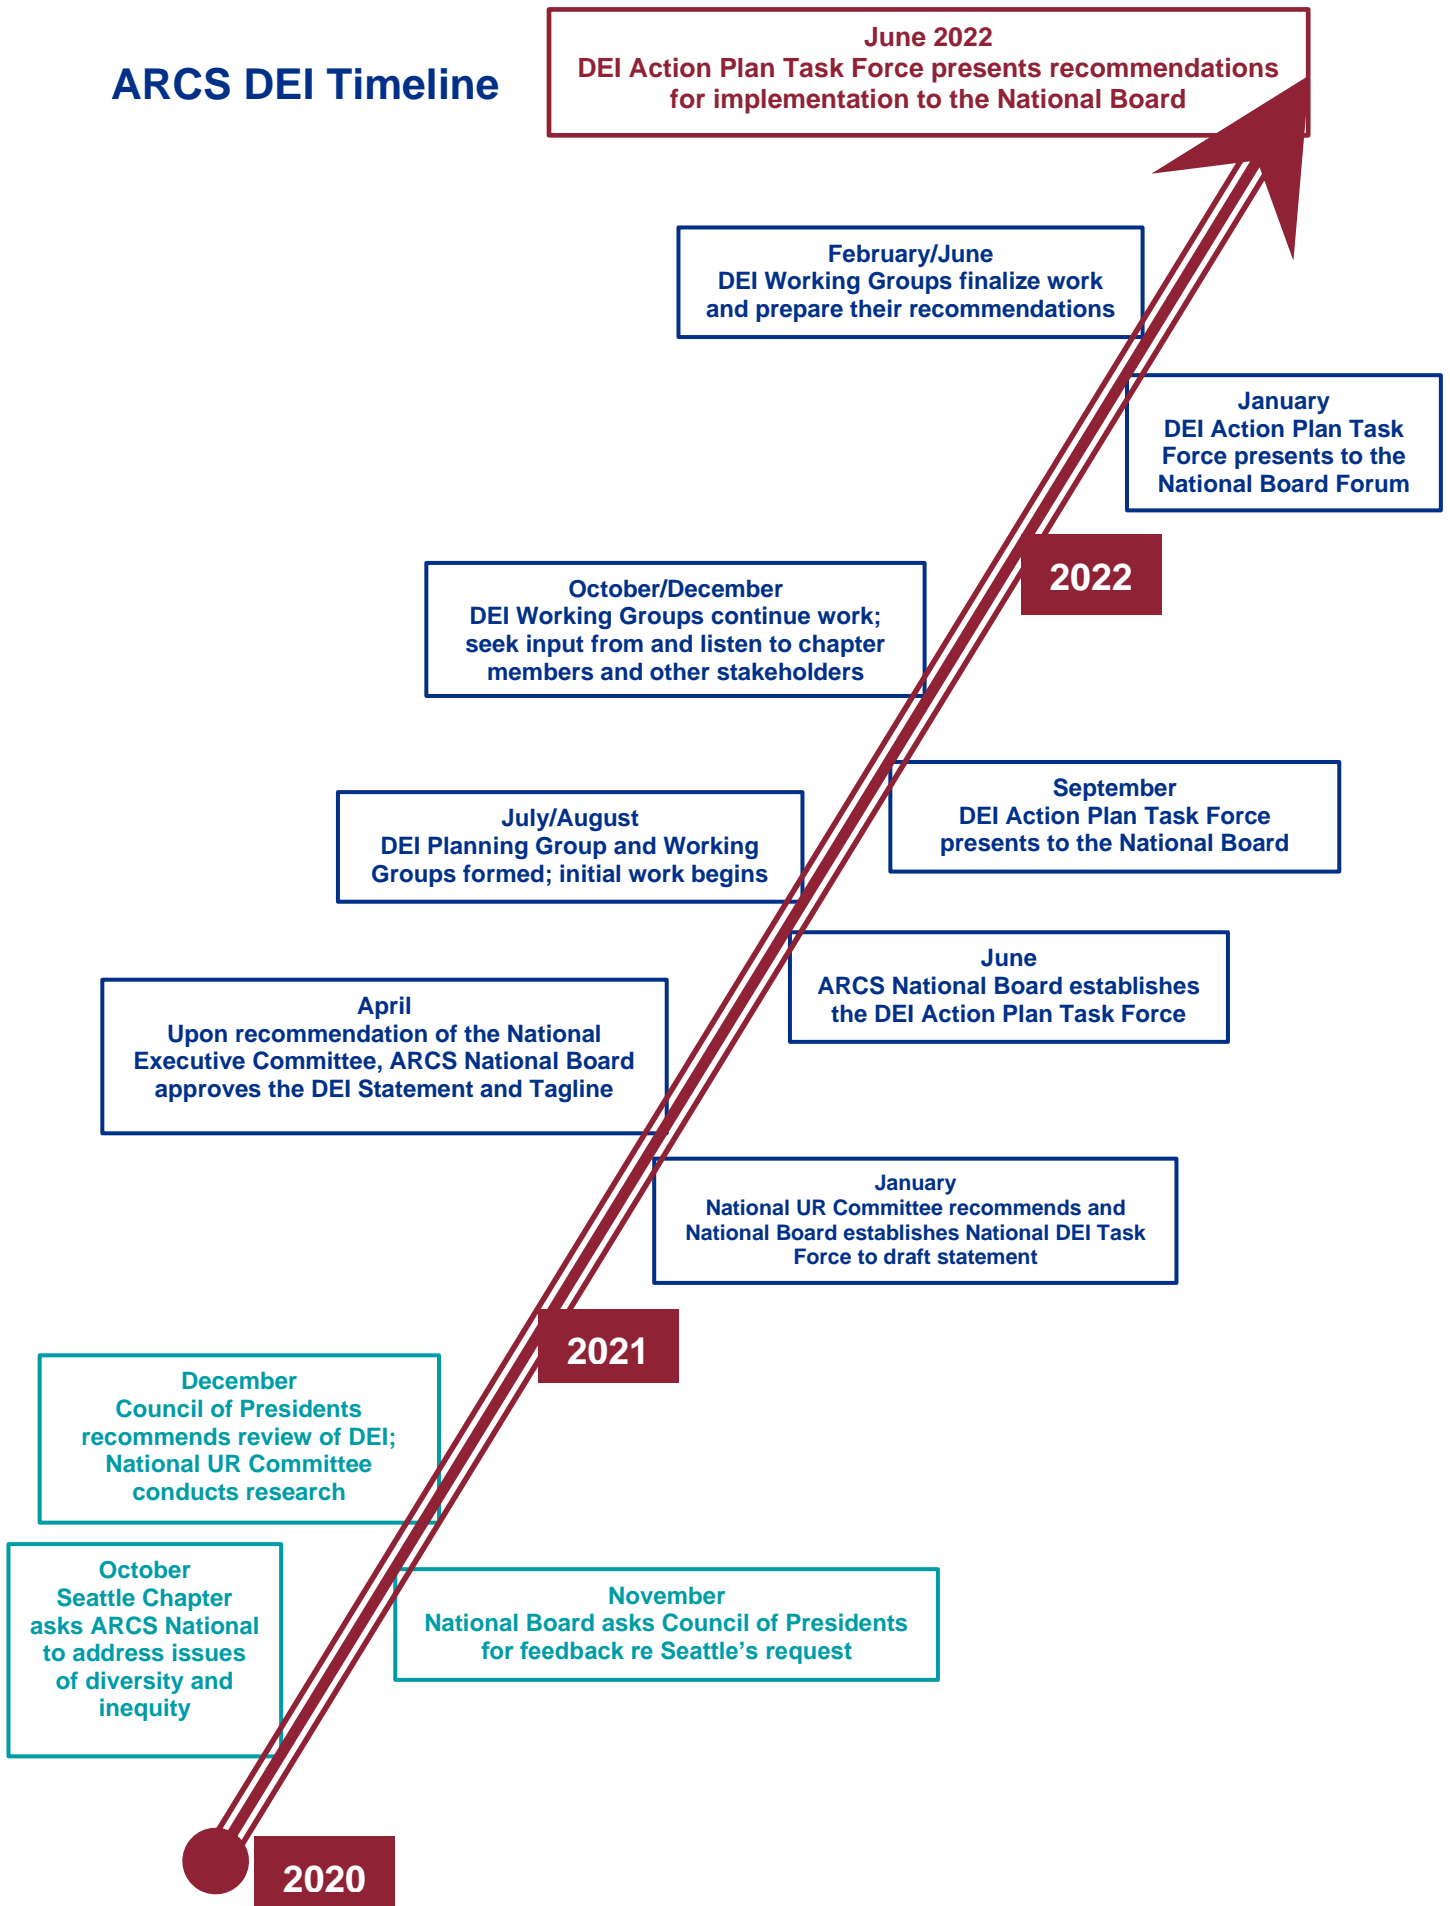 ARCS DEI Timeline
June 2022
DEI Action Plan Task Force presents recommendations
for implementation to the National Board
February/June
DEI Working Groups finalize work
and prepare their recommendations
January
DEI Action Plan Task
Force presents to the
National Board Forum
2022
October/December
DEI Working Groups continue work;
seek input from and listen to chapter
members and other stakeholders
September
DEI Action Plan Task Force
presents to the National Board
July/August
DEI Planning Group and Working
Groups formed; initial work begins
June
ARCS National Board establishes
the DEI Action Plan Task Force
April
Upon recommendation of the National
Executive Committee, ARCS National Board
approves the DEI Statement and Tagline
January
National UR Committee recommends and
National Board establishes National DEI Task
Force to draft statement
2021
December
Council of Presidents
recommends review of DEI;
National UR Committee
conducts research
October
Seattle Chapter
asks ARCS National
to address issues
of diversity and
inequity
November
National Board asks Council of Presidents
for feedback re Seattle’s request
2020